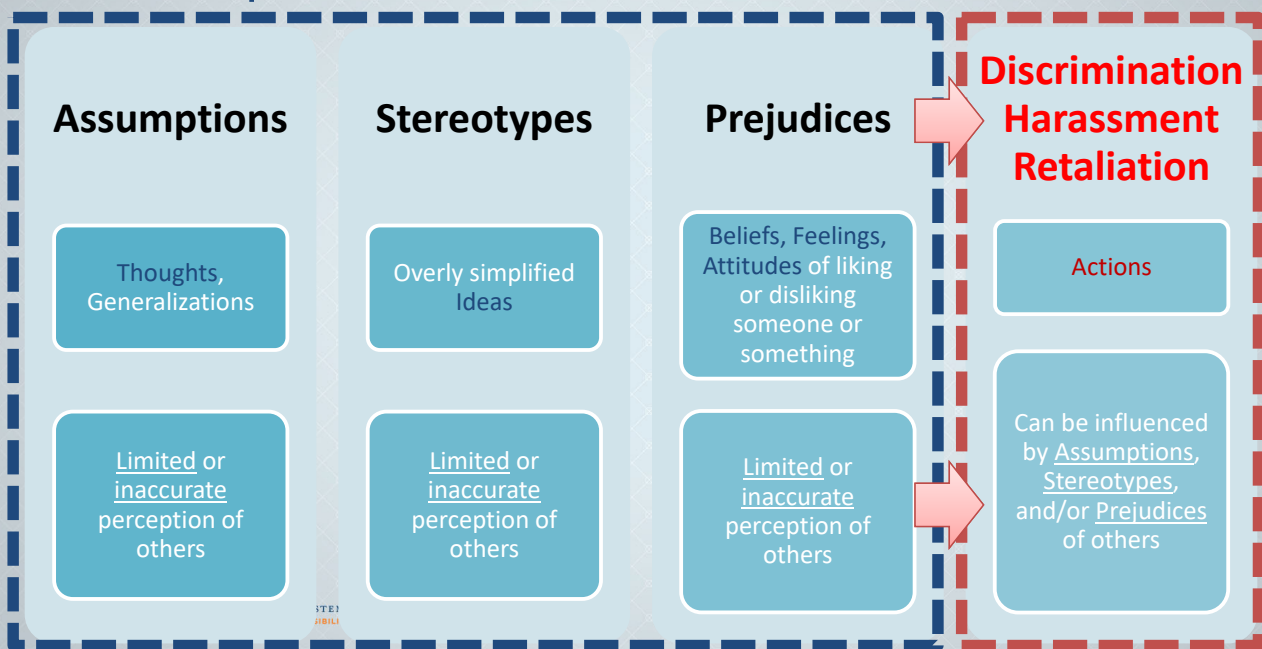 Assumptions
Thoughts,
Generalizations
Limited or
inaccurate
perception of
others
Stereotypes
Overly simplified
Ideas
Limited or
inaccurate
perception of
others
Prejudices
Beliefs, Feelings,
Attitudes of liking
or disliking
someone or
something
Limited or
inaccurate
perception of
others
Discrimination
Harassment
Retaliation
Actions
Can be influenced
by Assumptions,
Stereotypes,
and/or Prejudices
of others